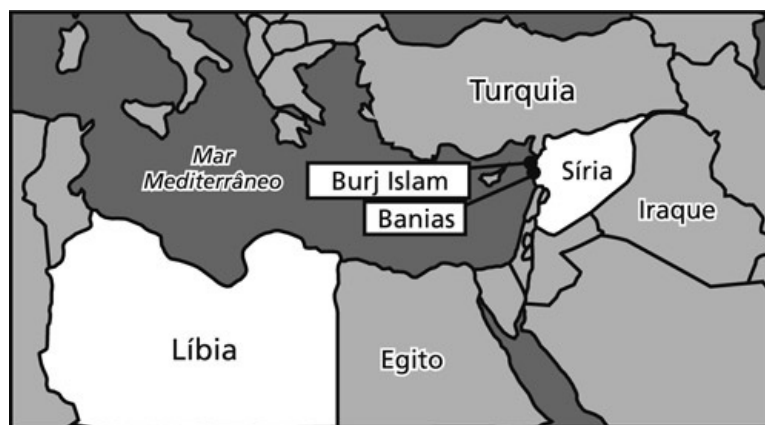 Turquia
Mar
Mediterrâneo
Burj Islam
Síria
Banias
Iraque
Líbia
Egito